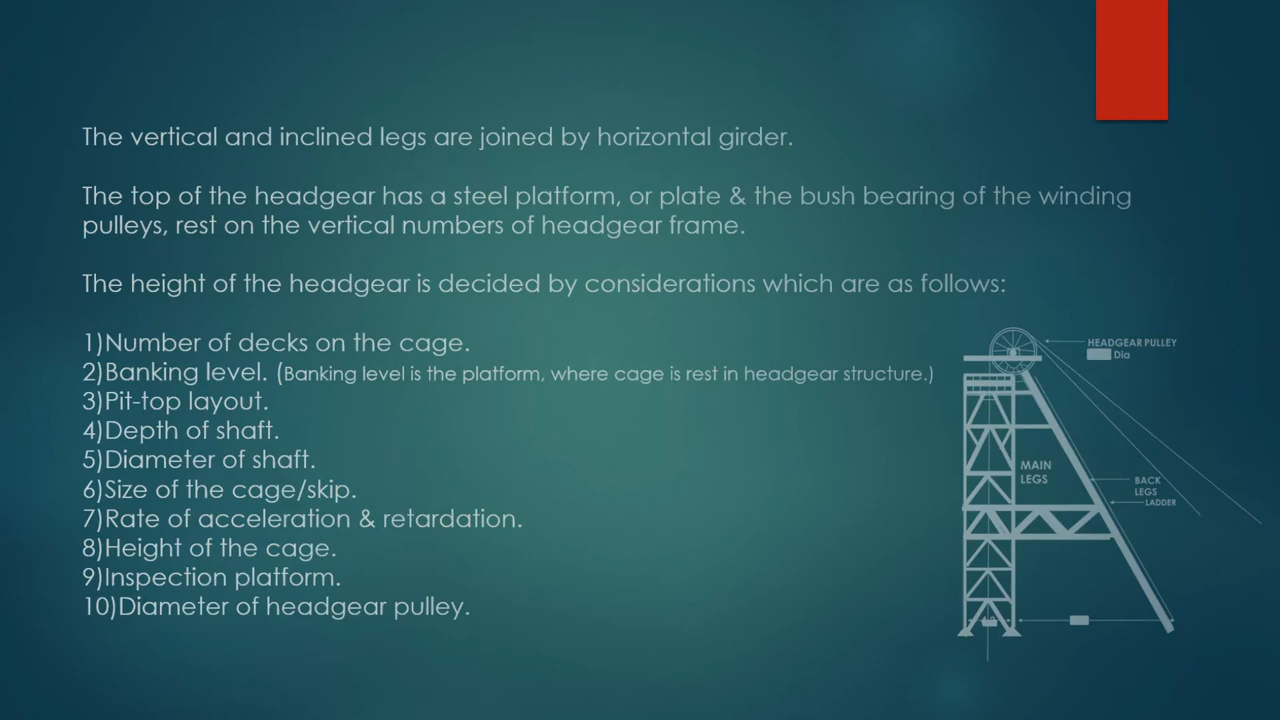 The vertical and inclined legs are joined by horizontal girder.
The top of the headgear has a steel platform, or plate & the bush bearing of the winding
pulleys, rest on the vertical numbers of headgear frame.
The height of the headgear is decided by considerations which are as follows:
1)Number of decks on the cage.
2)Banking level. (Banking level is the platform, where cage is rest in headgear structure.)
3)Pit-top layout.
4)Depth of shaft.
5)Diameter of shaft.
6)Size of the cage/skip.
7)Rate of acceleration & retardation.
8)Height of the cage.
9)Inspection platform.
10)Diameter of headgear pulley.
HEADGEAR PULLEY
Dia
MAIN
LEGS
BACK
LEGS
LADDER